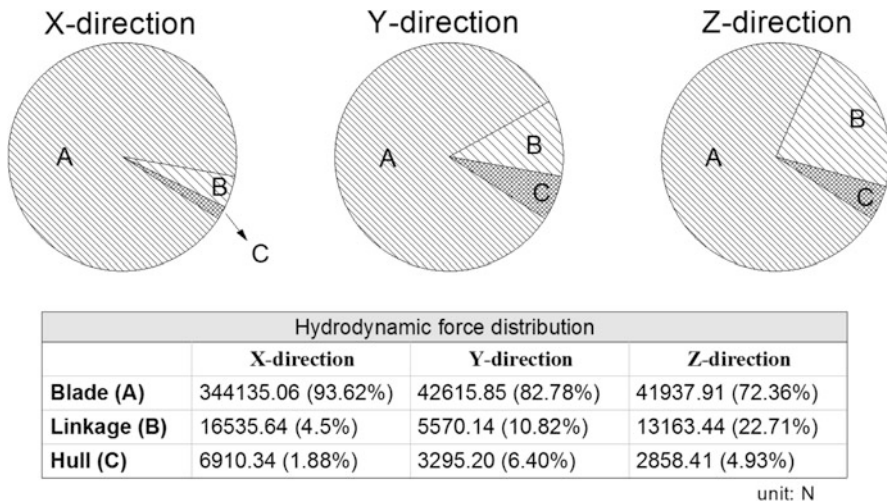 X-direction Y-direction Z-direction
A B C
A B C
A B C
Hydrodynamic force distribution
X-direction Y-direction Z-direction
Blade (A) 344135.06 (93.62%) 42615.85 (82.78%) 41937.91 (72.36%)
Linkage (B) 16535.64 (4.5%) 5570.14 (10.82%) 13163.44 (22.71%)
Hull (C) 6910.34 (1.88%) 3295.20 (6.40%) 2858.41 (4.93%)
unit: N